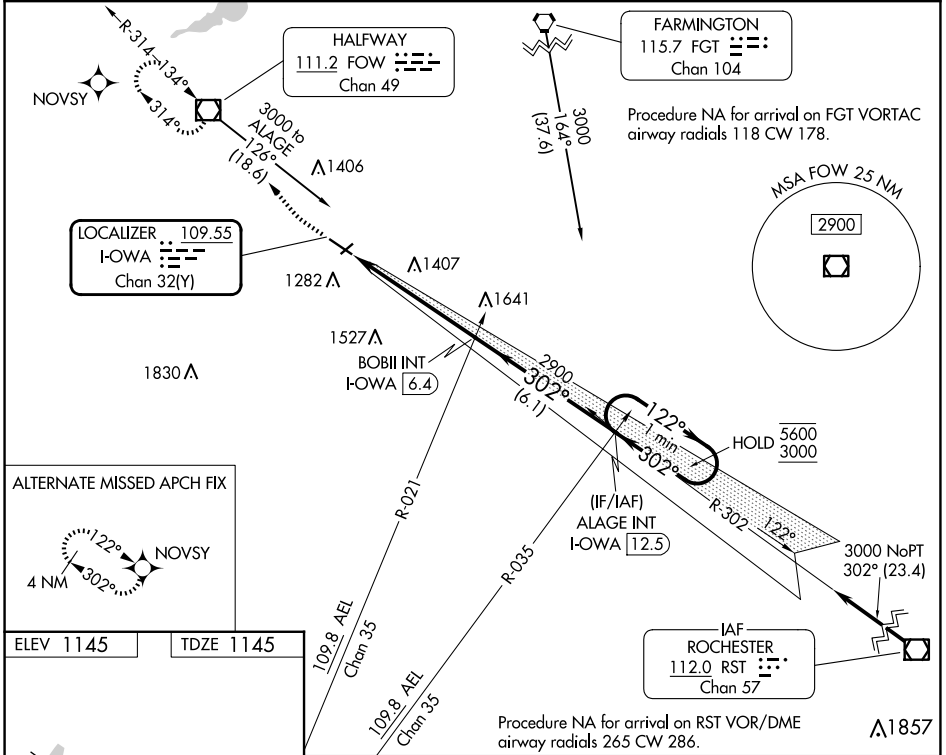 R-314
134°
314°
NOVSY
HALFWAY
111.2 FOW
Chan 49
3000 to
ALAGE
126°
(18.6)
1406
FARMINGTON
115.7 FGT
Chan 104
3000
164°
(37.6)
Procedure NA for arrival on FGT VORTAC
airway radials 118 CW 178.
MSA FOW 25 NM
2900
LOCALIZER 109.55
I-OWA
Chan 32(Y)
1282
1407
1641
1527
1830
BOBII INT
I-OWA 6.4
2900
302°
(6.1)
122°
1 min
302°
HOLD 5600
3000
(IF/IAF)
ALAGE INT
I-OWA 12.5
R-302
122°
3000 NoPT
302° (23.4)
R-021
R-035
109.8 AEL
Chan 35
109.8 AEL
Chan 35
ALTERNATE MISSED APCH FIX
122°
302°
4 NM
NOVSY
ELEV 1145
TDZE 1145
IAF
ROCHESTER
112.0 RST
Chan 57
Procedure NA for arrival on RST VOR/DME
airway radials 265 CW 286.
1857